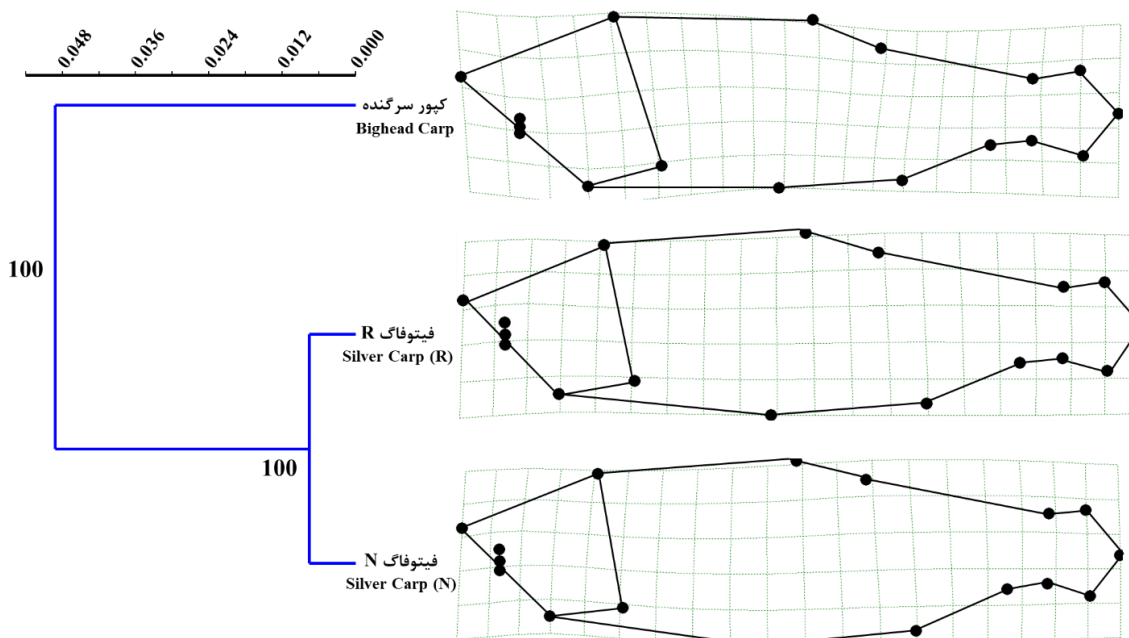 0.048 0.036 0.024 0.012 0.000
کپور سرگنده
Bighead Carp
100
فیتوفاگ R
Silver Carp (R)
100
فیتوفاگ N
Silver Carp (N)